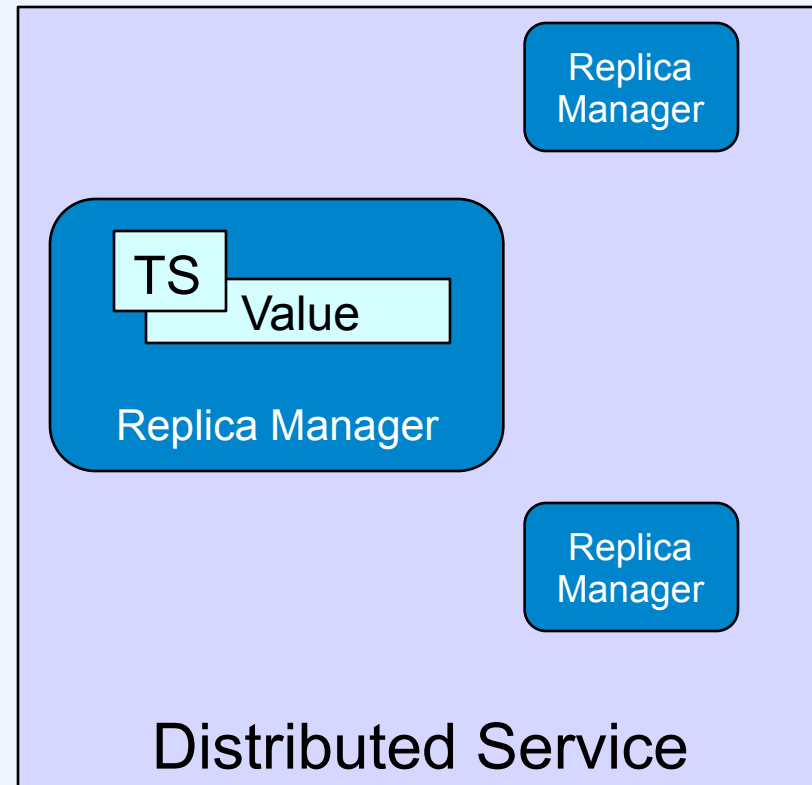 Replica
Manager
TS
Value
Replica Manager
Replica
Manager
Distributed Service